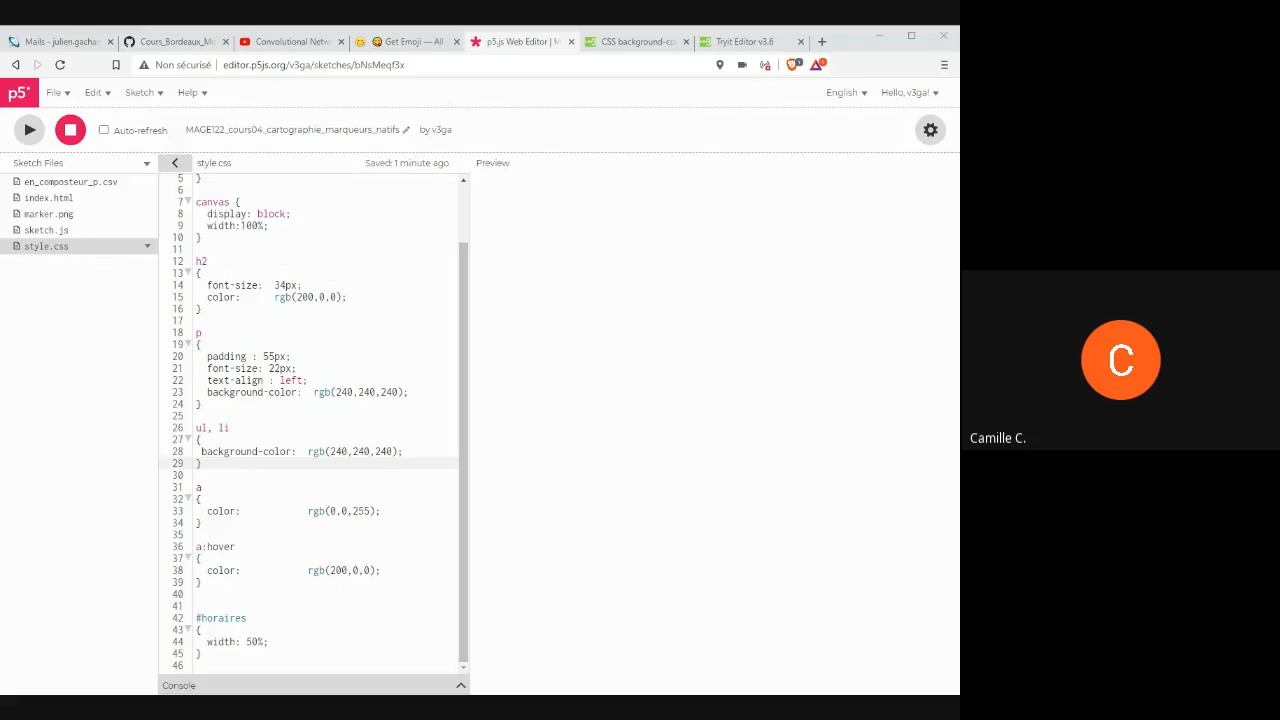 Mails - julien.gachan
Cours_Bordeaux_Mo
Convolutional Netw
Get Emoji — All
p5.js Web Editor | M
CSS background-co
Tryit Editor v3.6
Non sécurisé
editor.p5js.org/v3ga/sketches/bNsMeqf3x
p5*
File
Edit
Sketch
Help
English
Hello, v3ga!
Auto-refresh
MAGE122_cours04_cartographie_marqueurs_natifs
by v3ga
Sketch Files
style.css
Saved: 1 minute ago
Preview
en_composteur_p.csv
index.html
marker.png
sketch.js
style.css
5 }
6
7 canvas {
8 display: block;
9 width:100%;
10 }
11
12 h2
13 {
14 font-size: 34px;
15 color: rgb(200,0,0);
16 }
17
18 p
19 {
20 padding : 55px;
21 font-size: 22px;
22 text-align : left;
23 background-color: rgb(240,240,240);
24 }
25
26 ul, li
27 {
28 background-color: rgb(240,240,240);
29 }
30
31 a
32 {
33 color: rgb(0,0,255);
34 }
35
36 a:hover
37 {
38 color: rgb(200,0,0);
39 }
40
41
42 #horaires
43 {
44 width: 50%;
45 }
46
Console
C
Camille C.